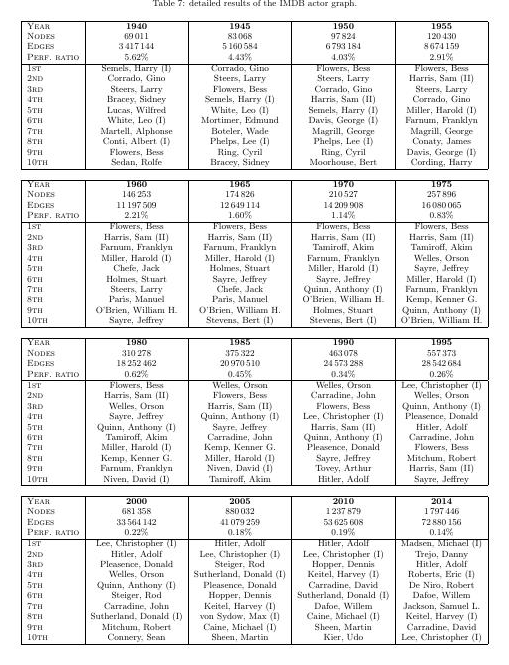 Table 7: detailed results of the IMDB actor graph.
Year 1940 1945 1950 1955
Nodes 69 011 83 068 97 824 120 430
Edges 3 417 144 5 160 584 6 793 184 8 674 159
Perf. ratio 5.62% 4.43% 4.03% 2.91%
1st Semels, Harry (I) Corrado, Gino Flowers, Bess Flowers, Bess
2nd Corrado, Gino Steers, Larry Steers, Larry Harris, Sam (II)
3rd Steers, Larry Flowers, Bess Corrado, Gino Steers, Larry
4th Bracey, Sidney Semels, Harry (I) Harris, Sam (II) Corrado, Gino
5th Lucas, Wilfred White, Leo (I) Semels, Harry (I) Miller, Harold (I)
6th White, Leo (I) Mortimer, Edmund Davis, George (I) Farnum, Franklyn
7th Martell, Alphonse Boteler, Wade Magrill, George Magrill, George
8th Conti, Albert (I) Phelps, Lee (I) Phelps, Lee (I) Conaty, James
9th Flowers, Bess Ring, Cyril Ring, Cyril Davis, George (I)
10th Sedan, Rolfe Bracey, Sidney Moorhouse, Bert Cording, Harry
Year 1960 1965 1970 1975
Nodes 146 253 174 826 210 527 257 896
Edges 11 197 509 12 649 114 14 209 908 16 080 065
Perf. ratio 2.21% 1.60% 1.14% 0.83%
1st Flowers, Bess Flowers, Bess Flowers, Bess Flowers, Bess
2nd Harris, Sam (II) Harris, Sam (II) Harris, Sam (II) Harris, Sam (II)
3rd Farnum, Franklyn Farnum, Franklyn Tamiroff, Akim Tamiroff, Akim
4th Miller, Harold (I) Miller, Harold (I) Farnum, Franklyn Welles, Orson
5th Chefe, Jack Holmes, Stuart Miller, Harold (I) Sayre, Jeffrey
6th Holmes, Stuart Sayre, Jeffrey Sayre, Jeffrey Miller, Harold (I)
7th Steers, Larry Chefe, Jack Quinn, Anthony (I) Farnum, Franklyn
8th Paris, Manuel Paris, Manuel O'Brien, William H. Kemp, Kenner G.
9th O'Brien, William H. O'Brien, William H. Holmes, Stuart Quinn, Anthony (I)
10th Sayre, Jeffrey Stevens, Bert (I) Stevens, Bert (I) O'Brien, William H.
Year 1980 1985 1990 1995
Nodes 310 278 375 322 463 078 557 373
Edges 18 252 462 20 970 510 24 573 288 28 542 684
Perf. ratio 0.62% 0.45% 0.34% 0.26%
1st Flowers, Bess Welles, Orson Welles, Orson Lee, Christopher (I)
2nd Harris, Sam (II) Flowers, Bess Carradine, John Welles, Orson
3rd Welles, Orson Harris, Sam (II) Flowers, Bess Quinn, Anthony (I)
4th Sayre, Jeffrey Quinn, Anthony (I) Lee, Christopher (I) Pleasence, Donald
5th Quinn, Anthony (I) Sayre, Jeffrey Harris, Sam (II) Hitler, Adolf
6th Tamiroff, Akim Carradine, John Quinn, Anthony (I) Carradine, John
7th Miller, Harold (I) Kemp, Kenner G. Pleasence, Donald Flowers, Bess
8th Kemp, Kenner G. Miller, Harold (I) Sayre, Jeffrey Mitchum, Robert
9th Farnum, Franklyn Niven, David (I) Tovey, Arthur Harris, Sam (II)
10th Niven, David (I) Tamiroff, Akim Hitler, Adolf Sayre, Jeffrey
Year 2000 2005 2010 2014
Nodes 681 358 880 032 1 237 879 1 797 446
Edges 33 564 142 41 079 259 53 625 608 72 880 156
Perf. ratio 0.22% 0.18% 0.19% 0.14%
1st Lee, Christopher (I) Hitler, Adolf Hitler, Adolf Madsen, Michael (I)
2nd Hitler, Adolf Lee, Christopher (I) Lee, Christopher (I) Trejo, Danny
3rd Pleasence, Donald Steiger, Rod Hopper, Dennis Hitler, Adolf
4th Welles, Orson Sutherland, Donald (I) Keitel, Harvey (I) Roberts, Eric (I)
5th Quinn, Anthony (I) Pleasence, Donald Carradine, David De Niro, Robert
6th Steiger, Rod Hopper, Dennis Sutherland, Donald (I) Dafoe, Willem
7th Carradine, John Keitel, Harvey (I) Dafoe, Willem Jackson, Samuel L.
8th Sutherland, Donald (I) von Sydow, Max (I) Caine, Michael (I) Keitel, Harvey (I)
9th Mitchum, Robert Caine, Michael (I) Sheen, Martin Carradine, David
10th Connery, Sean Sheen, Martin Kier, Udo Lee, Christopher (I)